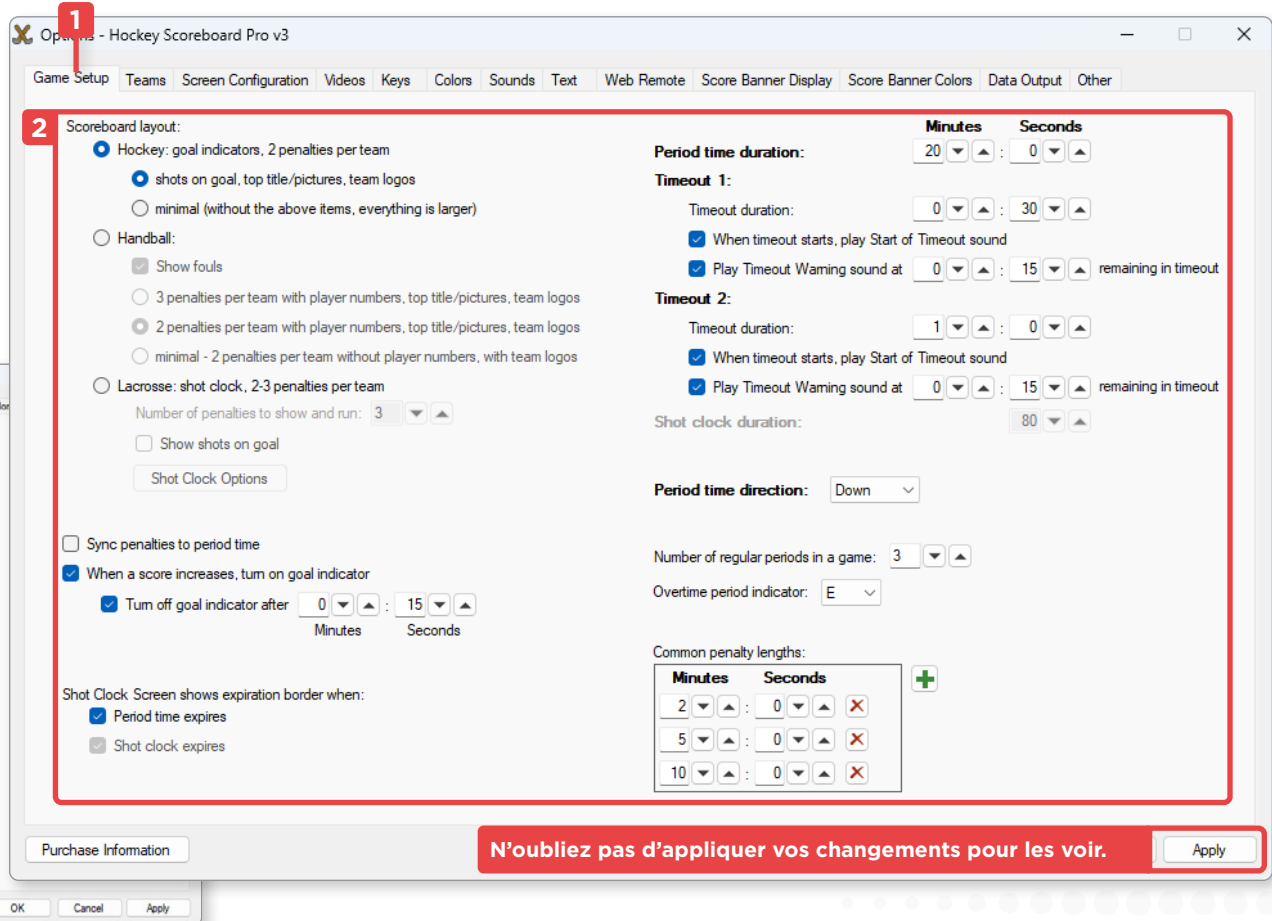 1
Options - Hockey Scoreboard Pro v3
Game Setup Teams Screen Configuration Videos Keys Colors Sounds Text Web Remote Score Banner Display Score Banner Colors Data Output Other
2
Scoreboard layout:
Hockey: goal indicators, 2 penalties per team
shots on goal, top title/pictures, team logos
minimal (without the above items, everything is larger)
Handball:
Show fouls
3 penalties per team with player numbers, top title/pictures, team logos
2 penalties per team with player numbers, top title/pictures, team logos
minimal - 2 penalties per team without player numbers, with team logos
Lacrosse: shot clock, 2-3 penalties per team
Number of penalties to show and run: 3
Show shots on goal
Shot Clock Options
Sync penalties to period time
When a score increases, turn on goal indicator
Turn off goal indicator after 0 : 15
Minutes Seconds
Shot Clock Screen shows expiration border when:
Period time expires
Shot clock expires
Minutes Seconds
Period time duration: 20 : 0
Timeout 1:
Timeout duration: 0 : 30
When timeout starts, play Start of Timeout sound
Play Timeout Warning sound at 0 : 15 remaining in timeout
Timeout 2:
Timeout duration: 1 : 0
When timeout starts, play Start of Timeout sound
Play Timeout Warning sound at 0 : 15 remaining in timeout
Shot clock duration: 80
Period time direction: Down
Number of regular periods in a game: 3
Overtime period indicator: E
Common penalty lengths:
Minutes Seconds
2 : 0
5 : 0
10 : 0
Purchase Information
N'oubliez pas d'appliquer vos changements pour les voir.
Apply
OK Cancel Apply